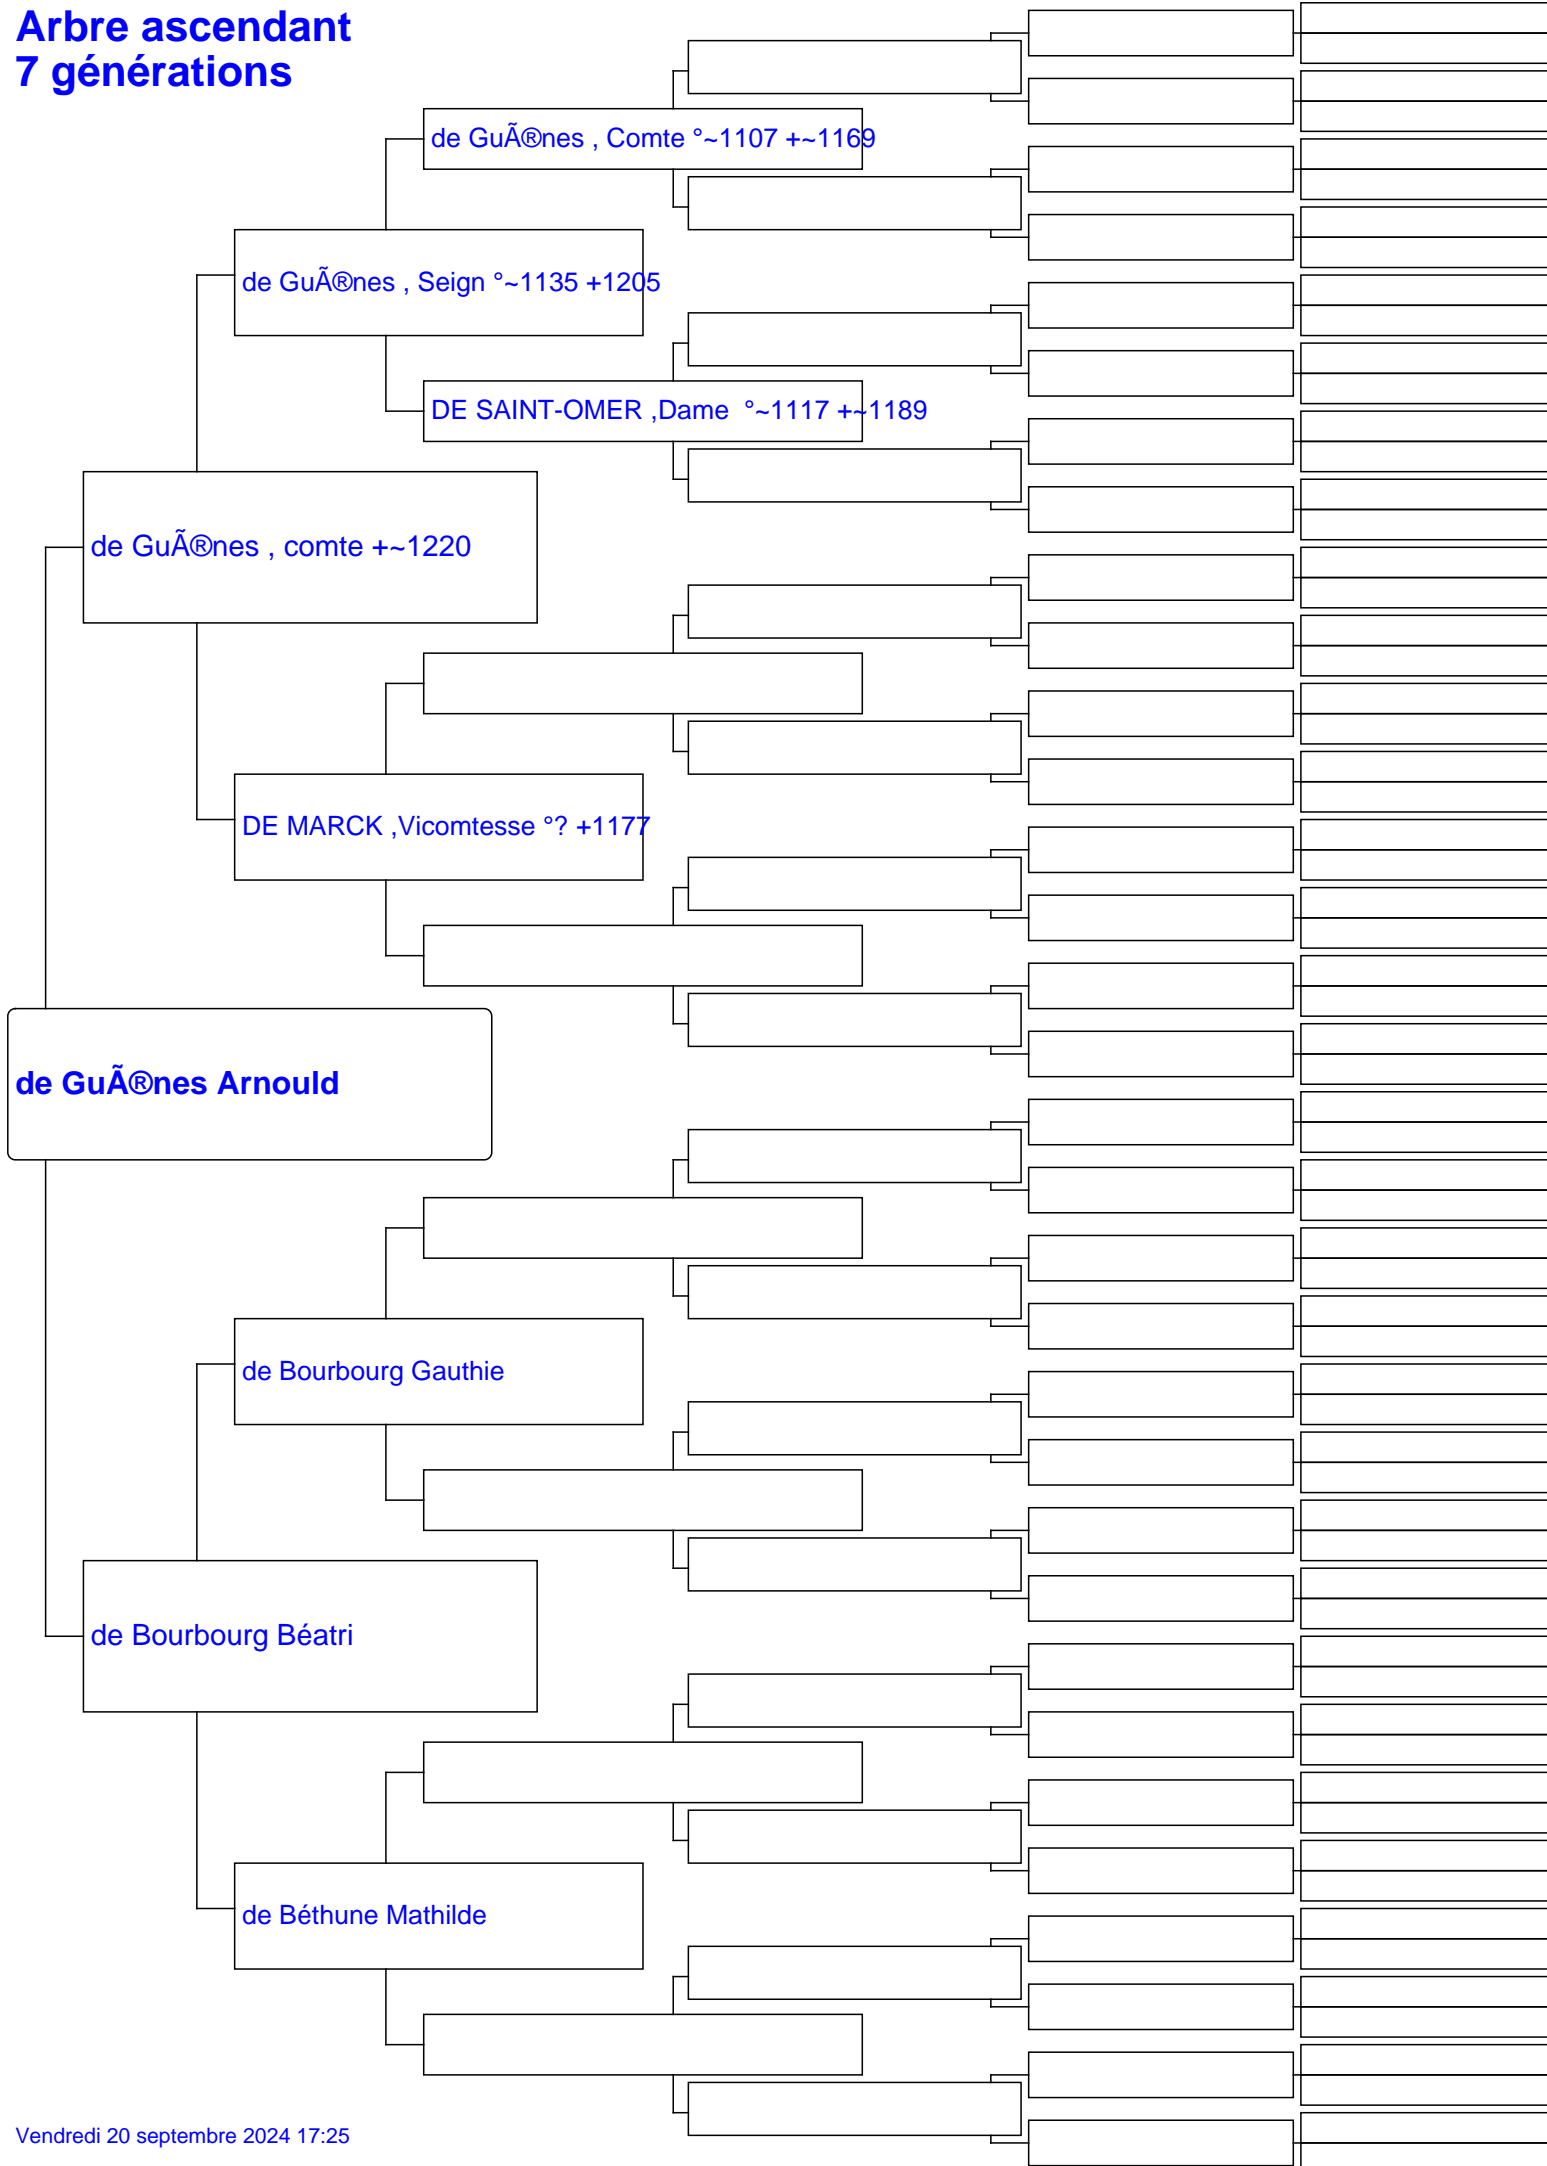 Arbre ascendant
7 générations
de GuÃ®nes , Comte °~1107 +~1169
de GuÃ®nes , Seign °~1135 +1205
DE SAINT-OMER ,Dame  °~1117 +~1189
de GuÃ®nes , comte +~1220
DE MARCK ,Vicomtesse °? +1177
de GuÃ®nes Arnould
de Bourbourg Gauthie
de Bourbourg Béatri
de Béthune Mathilde
Vendredi 20 septembre 2024 17:25